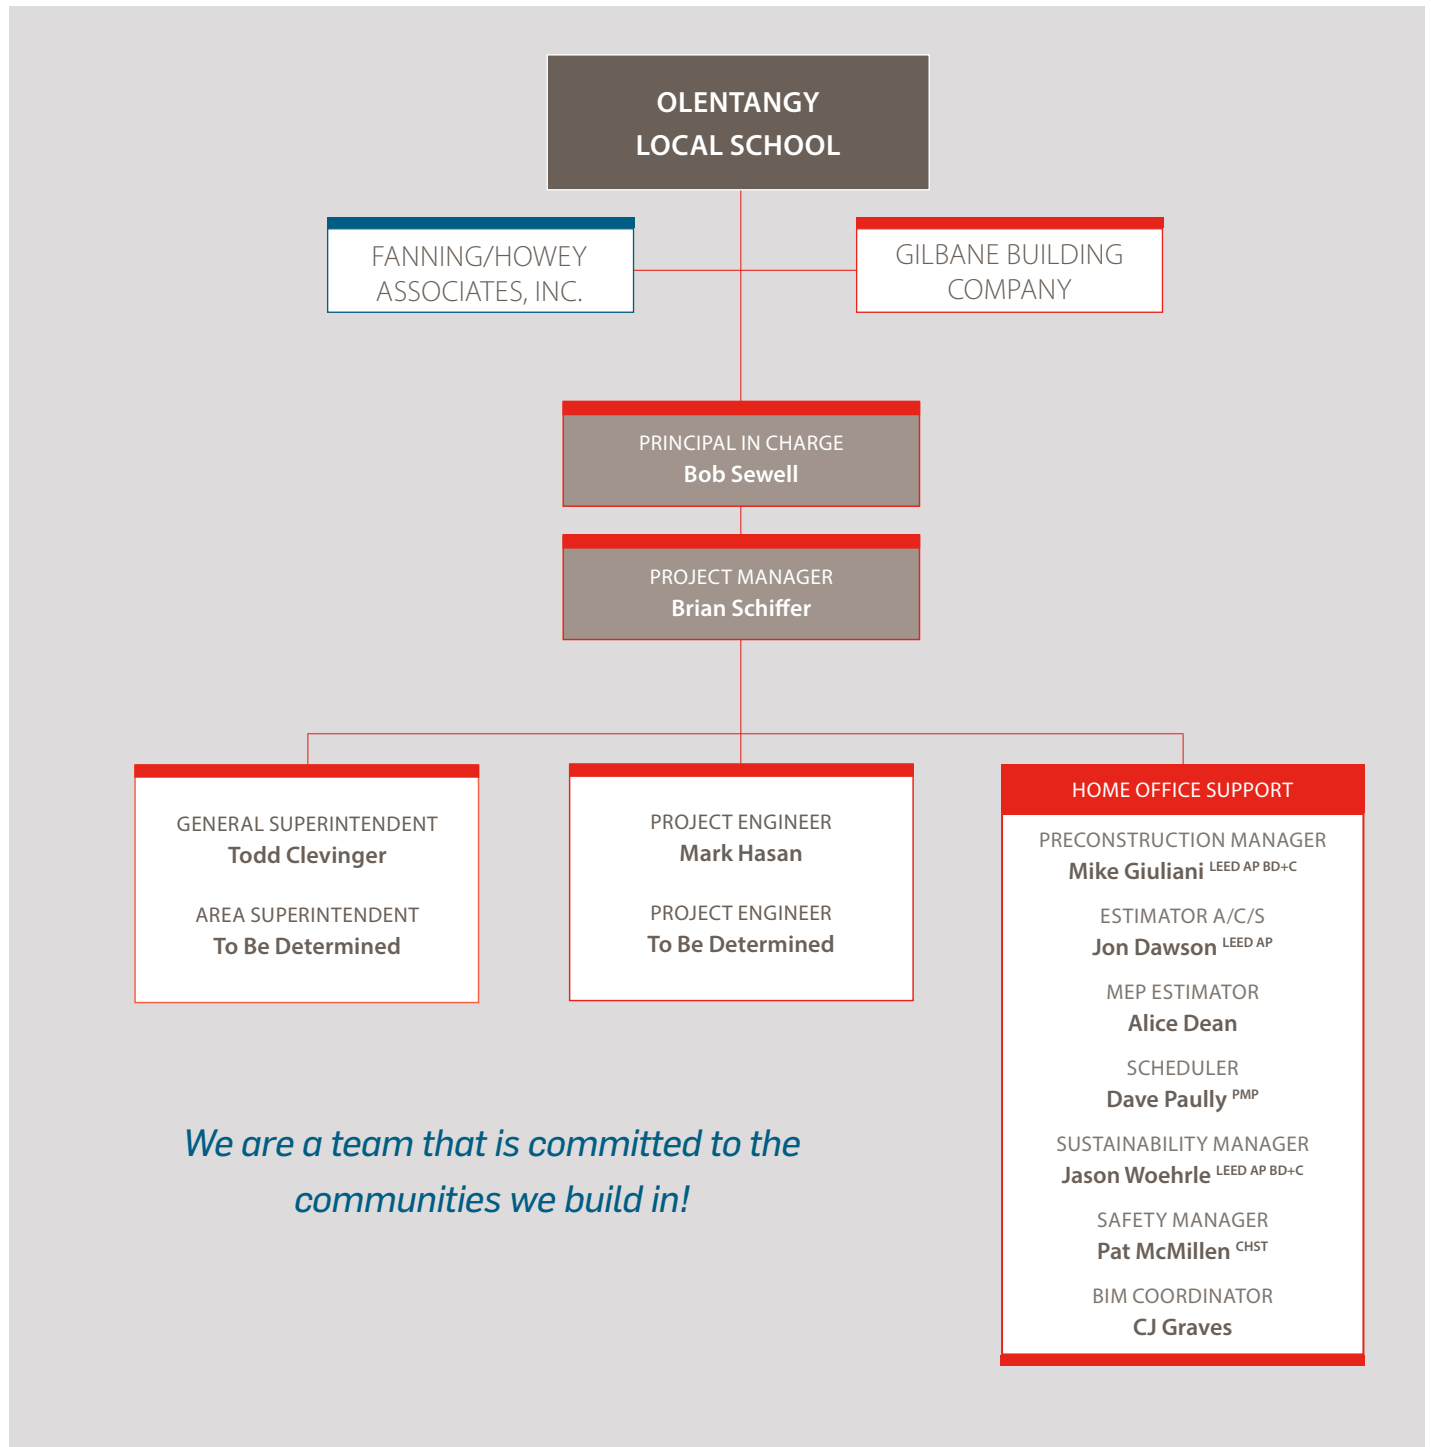 OLENTANGY
LOCAL SCHOOL
FANNING/HOWEY
ASSOCIATES, INC.
GILBANE BUILDING
COMPANY
PRINCIPAL IN CHARGE
Bob Sewell
PROJECT MANAGER
Brian Schiffer
GENERAL SUPERINTENDENT
Todd Clevinger
AREA SUPERINTENDENT
To Be Determined
PROJECT ENGINEER
Mark Hasan
PROJECT ENGINEER
To Be Determined
HOME OFFICE SUPPORT
PRECONSTRUCTION MANAGER
Mike Giuliani LEED AP BD+C
ESTIMATOR A/C/S
Jon Dawson LEED AP
MEP ESTIMATOR
Alice Dean
SCHEDULER
Dave Paully PMP
SUSTAINABILITY MANAGER
Jason Woehrle LEED AP BD+C
SAFETY MANAGER
Pat McMillen CHST
BIM COORDINATOR
CJ Graves
We are a team that is committed to the
communities we build in!